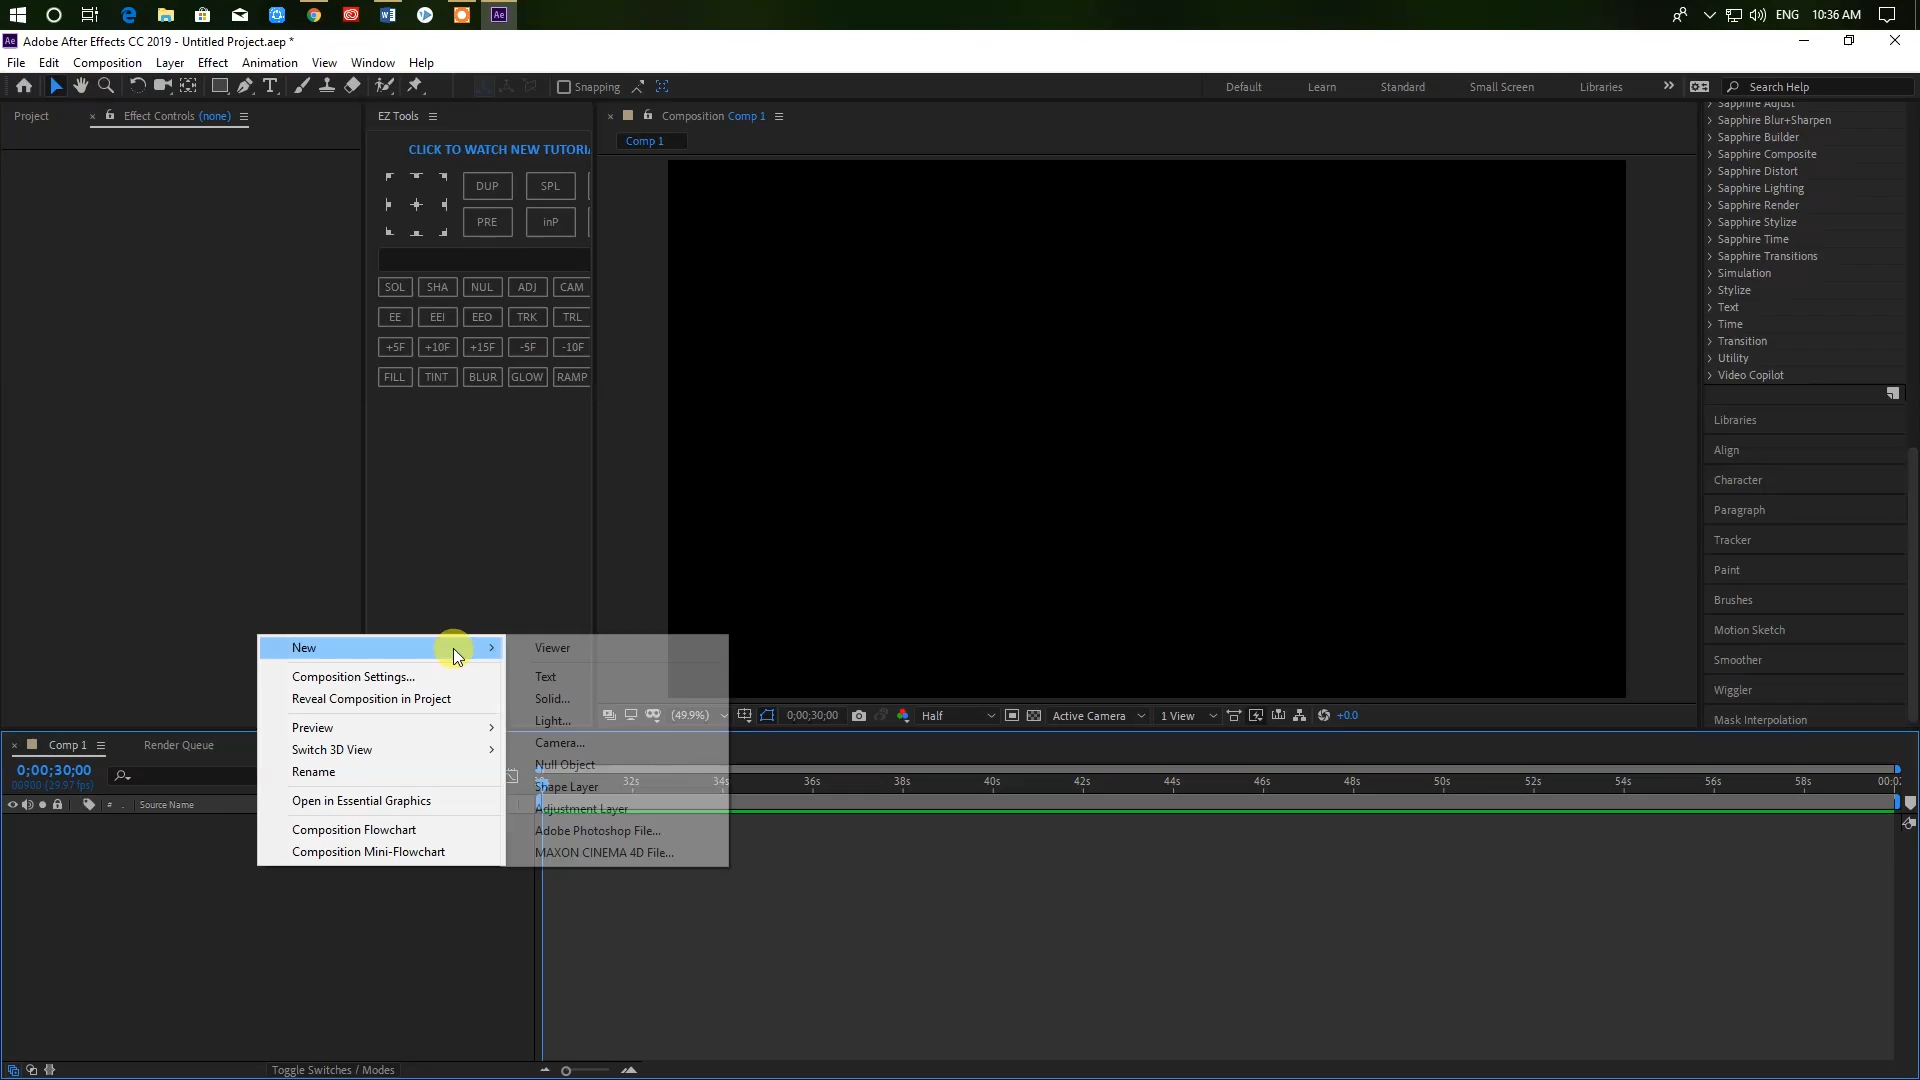 ENG 10:36 AM
Ae Adobe After Effects CC 2019 - Untitled Project.aep *
File Edit Composition Layer Effect Animation View Window Help
Snapping Default Learn Standard Small Screen Libraries Search Help
Project Effect Controls (none) EZ Tools Composition Comp 1
Comp 1
CLICK TO WATCH NEW TUTORIA
DUP SPL
PRE inP
SOL SHA NUL ADJ CAM
EE EEI EEO TRK TRL
+5F +10F +15F -5F -10F
FILL TINT BLUR GLOW RAMP
Sapphire Adjust
Sapphire Blur+Sharpen
Sapphire Builder
Sapphire Composite
Sapphire Distort
Sapphire Lighting
Sapphire Render
Sapphire Stylize
Sapphire Time
Sapphire Transitions
Simulation
Stylize
Text
Time
Transition
Utility
Video Copilot
Libraries
Align
Character
Paragraph
Tracker
Paint
Brushes
Motion Sketch
Smoother
Wiggler
Mask Interpolation
New
Composition Settings...
Reveal Composition in Project
Preview
Switch 3D View
Rename
Open in Essential Graphics
Composition Flowchart
Composition Mini-Flowchart
Viewer
Text
Solid...
Light...
Camera...
Null Object
Shape Layer
Adjustment Layer
Adobe Photoshop File...
MAXON CINEMA 4D File...
(49.9%) 0;00;30;00 Half Active Camera 1 View +0.0
Comp 1 Render Queue
0;00;30;00
00900 (29.97 fps)
# Source Name
32s 34s 36s 38s 40s 42s 44s 46s 48s 50s 52s 54s 56s 58s
Toggle Switches / Modes